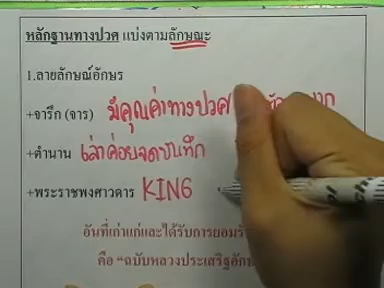 หลักฐานทางปวศ แบ่งตามลักษณะ
1.ลายลักษณ์อักษร
+จารึก (จาร) มีคุณค่าทางปวศ
+ตำนาน เล่าค่อยจดบันทึก
+พระราชพงศาวดาร KING
อันที่เก่าแก่และได้รับการยอมรับ
คือ “ฉบับหลวงประเสริฐอักษ